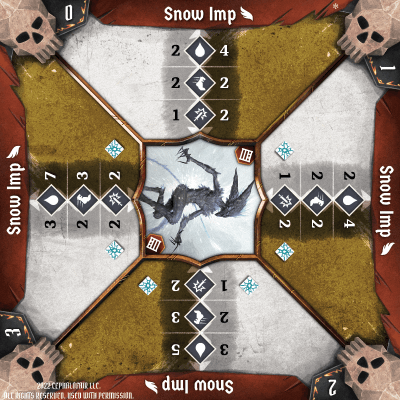 0
Snow Imp
2 4
2 2
1 2
1
Snow Imp
2 4
2 2
1 2
2
Snow Imp
3 5
2 3
1 2
3
Snow Imp
3 7
2 3
2 2
2022 CEPHALOFAIR LLC.
ALL RIGHTS RESERVED. USED WITH PERMISSION.